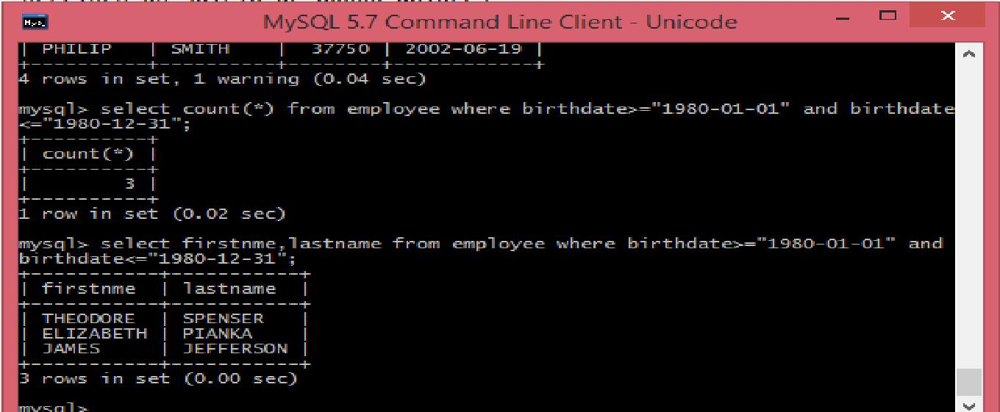 MySQL 5.7 Command Line Client - Unicode
| PHILIP    | SMITH     |  37750 | 2002-06-19 |
+-----------+-----------+--------+------------+
4 rows in set, 1 warning (0.04 sec)
mysql> select count(*) from employee where birthdate>="1980-01-01" and birthdate
<="1980-12-31";
+----------+
| count(*) |
+----------+
|        3 |
+----------+
1 row in set (0.02 sec)
mysql> select firstnme,lastname from employee where birthdate>="1980-01-01" and
birthdate<="1980-12-31";
+-----------+-----------+
| firstnme  | lastname  |
+-----------+-----------+
| THEODORE  | SPENSER   |
| ELIZABETH | PIANKA    |
| JAMES     | JEFFERSON |
+-----------+-----------+
3 rows in set (0.00 sec)
mysql>